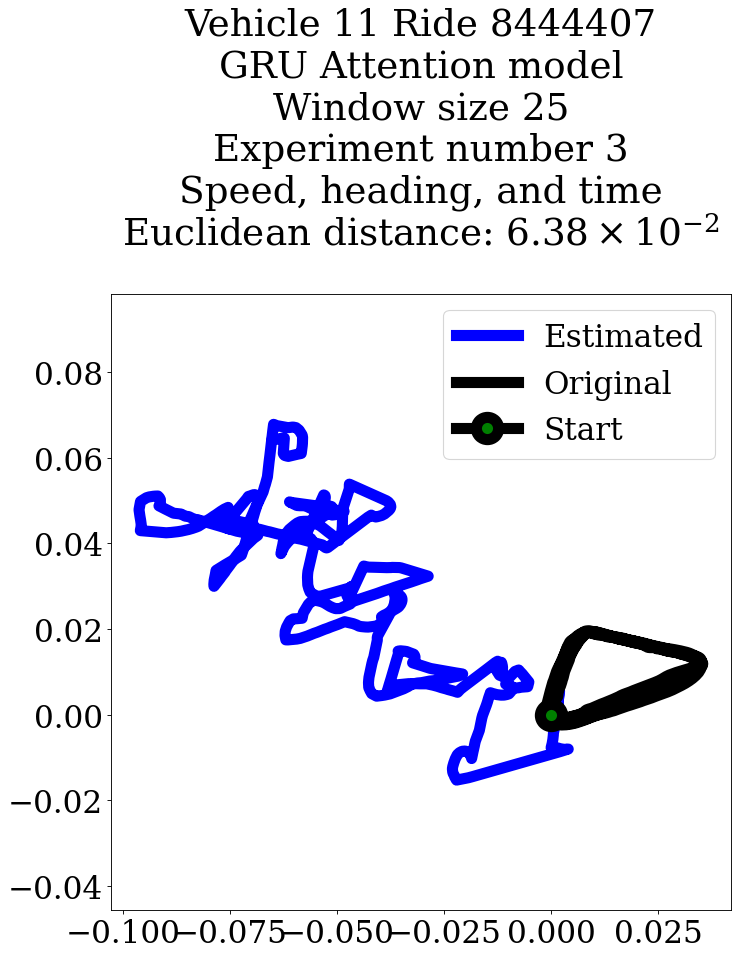 Vehicle 11 Ride 8444407
GRU Attention model
Window size 25
Experiment number 3
Speed, heading, and time
Euclidean distance: 6.38 × 10⁻²
Estimated
Original
Start
0.08
0.06
0.04
0.02
0.00
−0.02
−0.04
−0.100 −0.075 −0.050 −0.025 0.000 0.025